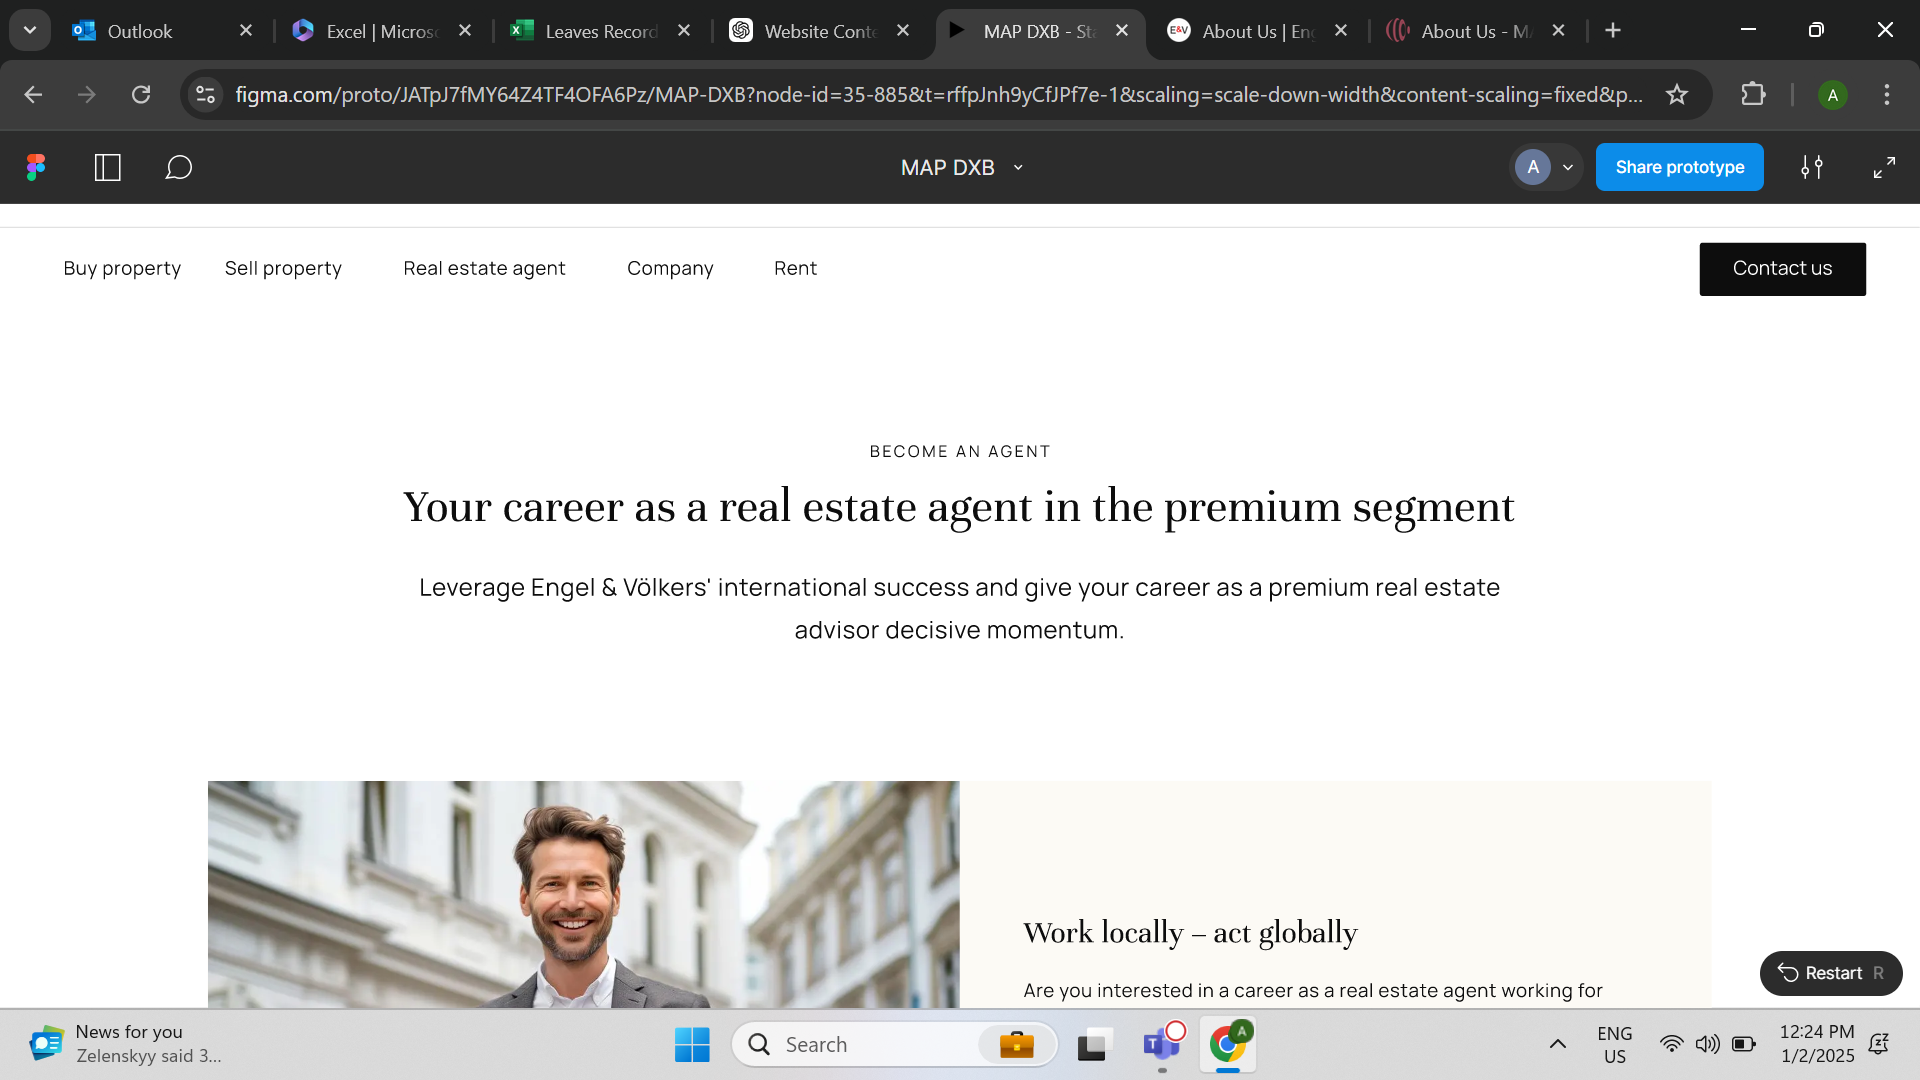 Outlook
Excel | Micros
Leaves Record
Website Conte
MAP DXB - Sta
E&V
About Us | Eng
About Us - MA
figma.com/proto/JATpJ7fMY64Z4TF4OFA6Pz/MAP-DXB?node-id=35-885&t=rffpJnh9yCfJPf7e-1&scaling=scale-down-width&content-scaling=fixed&p...
A
MAP DXB
A
Share prototype
Buy property
Sell property
Real estate agent
Company
Rent
Contact us
BECOME AN AGENT
Your career as a real estate agent in the premium segment
Leverage Engel & Völkers' international success and give your career as a premium real estate
advisor decisive momentum.
Work locally – act globally
Are you interested in a career as a real estate agent working for
Restart R
News for you
Zelenskyy said 3...
Search
T
A
ENG
US
12:24 PM
1/2/2025